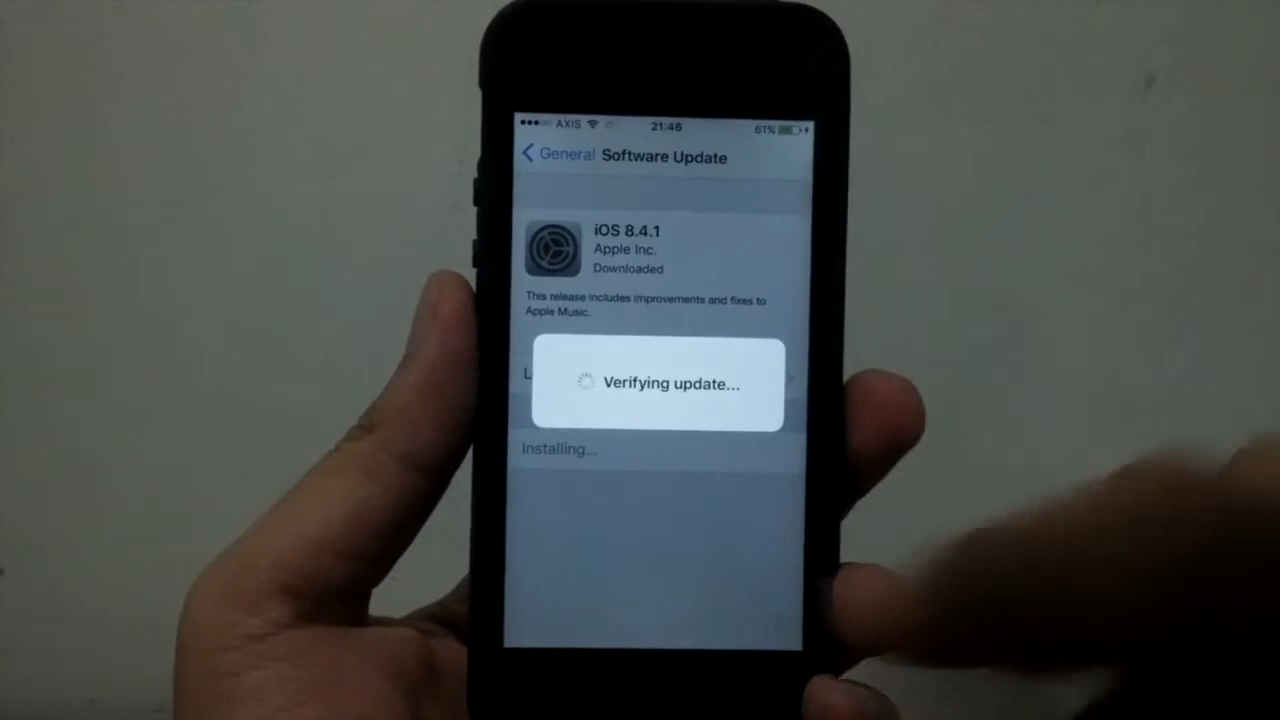 AXIS 21:46 61%
General Software Update
iOS 8.4.1
Apple Inc.
Downloaded
This release includes improvements and fixes to
Apple Music.
L
Verifying update...
Installing...